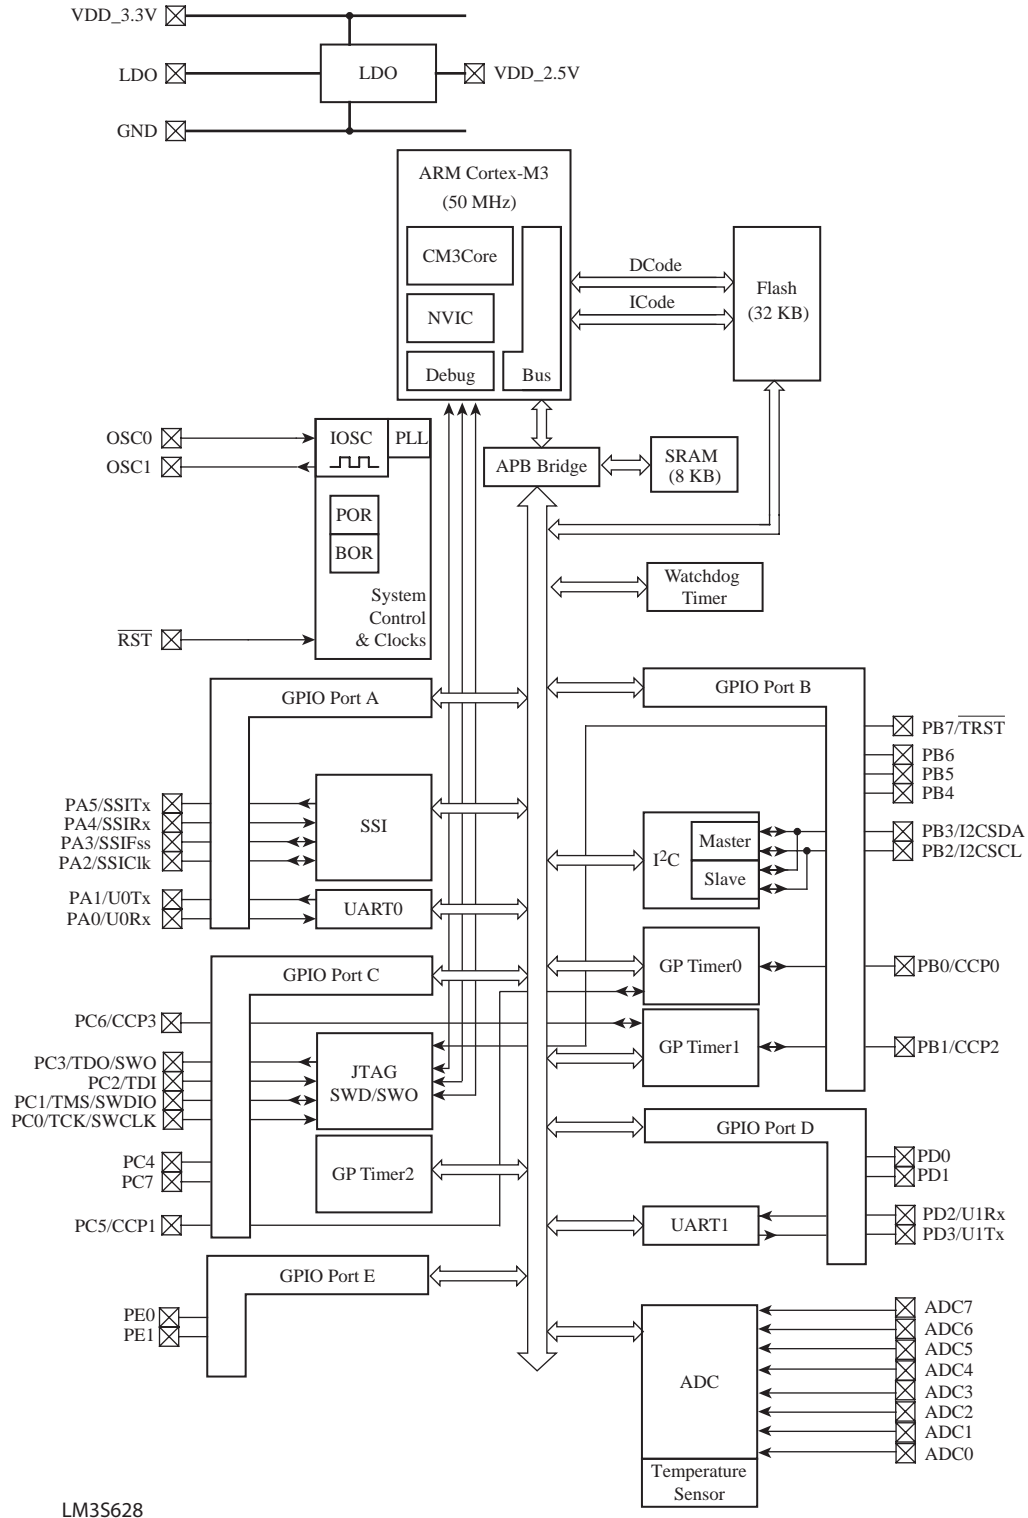 VDD_3.3V
LDO
LDO
VDD_2.5V
GND
ARM Cortex-M3
(50 MHz)
CM3Core
NVIC
Debug
Bus
DCode
ICode
Flash
(32 KB)
OSC0
OSC1
IOSC
PLL
POR
BOR
System
Control
& Clocks
RST
APB Bridge
SRAM
(8 KB)
Watchdog
Timer
GPIO Port A
PA5/SSITx
PA4/SSIRx
PA3/SSIFss
PA2/SSIClk
SSI
PA1/U0Tx
PA0/U0Rx
UART0
GPIO Port B
PB7/TRST
PB6
PB5
PB4
PB3/I2CSDA
PB2/I2CSCL
I²C
Master
Slave
GP Timer0
PB0/CCP0
GP Timer1
PB1/CCP2
GPIO Port C
PC6/CCP3
PC3/TDO/SWO
PC2/TDI
PC1/TMS/SWDIO
PC0/TCK/SWCLK
JTAG
SWD/SWO
PC4
PC7
GP Timer2
PC5/CCP1
GPIO Port D
PD0
PD1
UART1
PD2/U1Rx
PD3/U1Tx
GPIO Port E
PE0
PE1
ADC
ADC7
ADC6
ADC5
ADC4
ADC3
ADC2
ADC1
ADC0
Temperature
Sensor
LM3S628